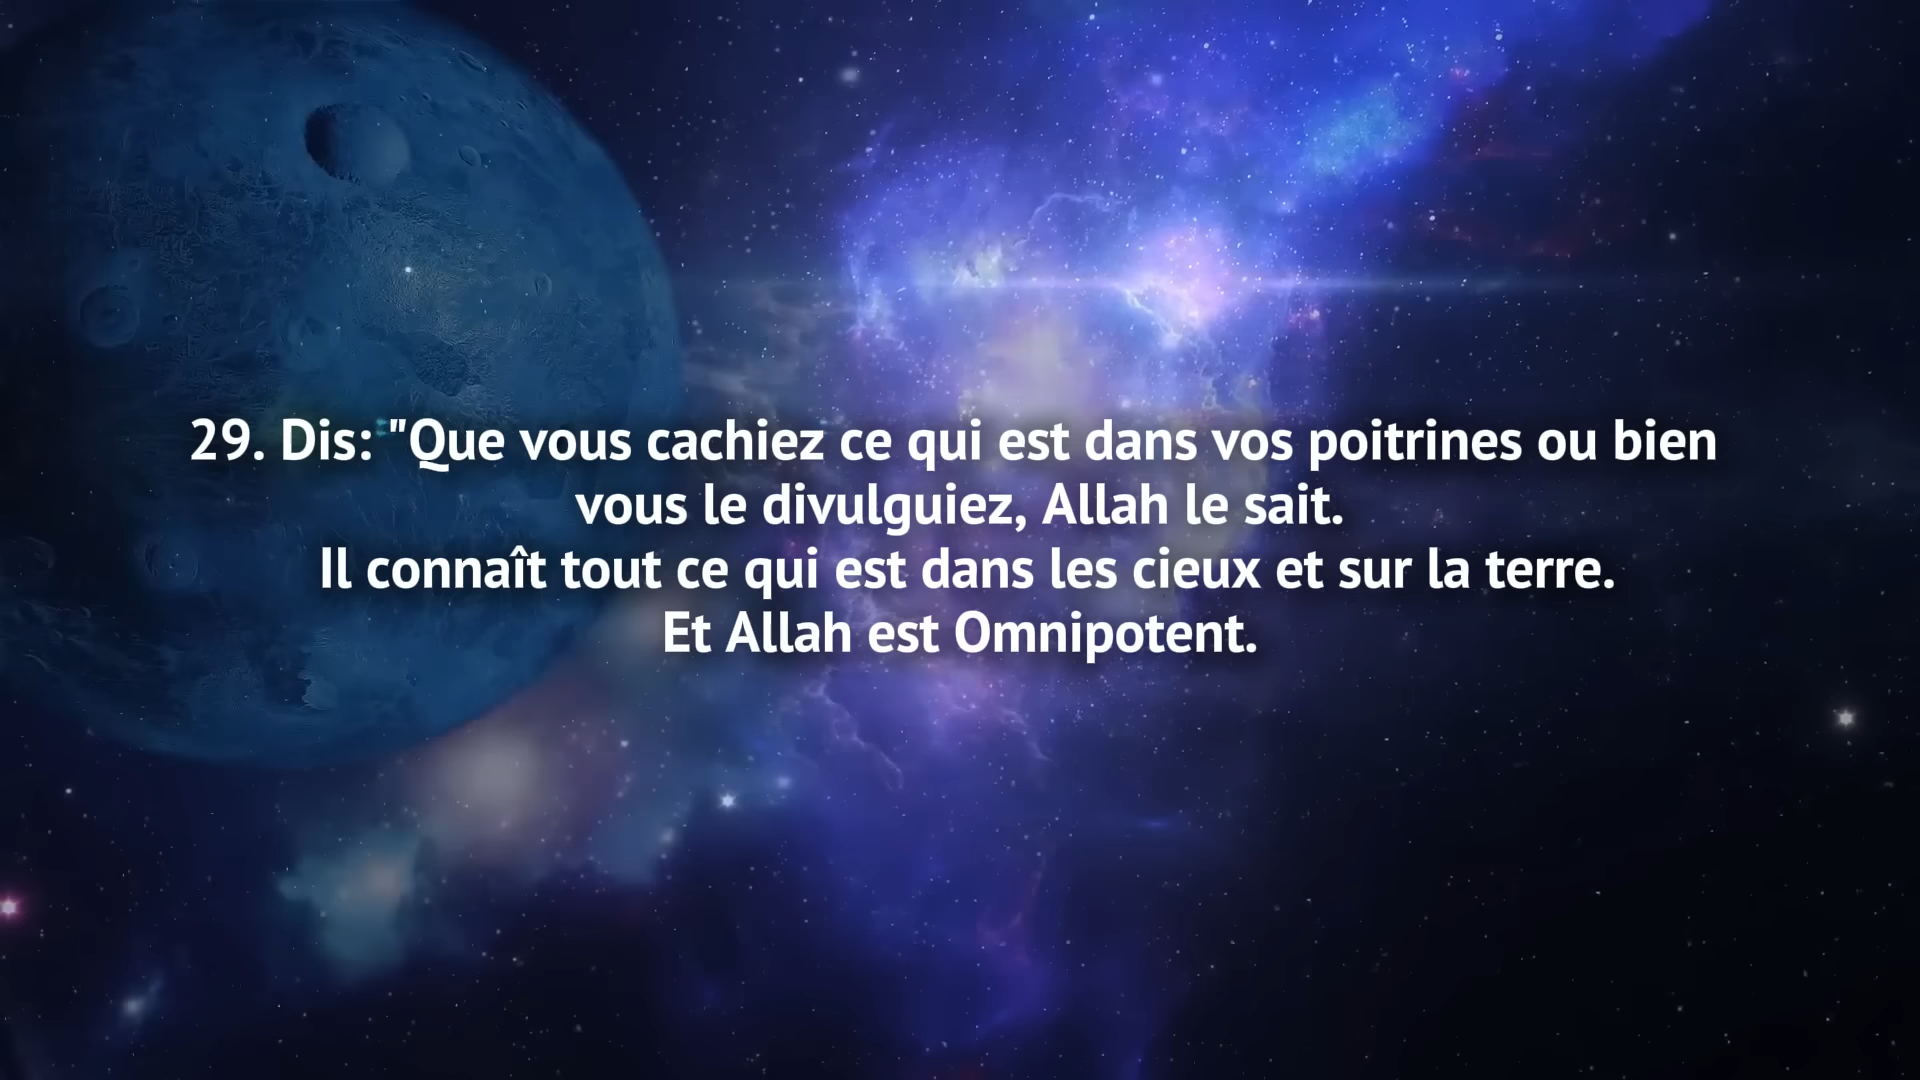 29. Dis: "Que vous cachiez ce qui est dans vos poitrines ou bien
vous le divulguiez, Allah le sait.
Il connaît tout ce qui est dans les cieux et sur la terre.
Et Allah est Omnipotent.